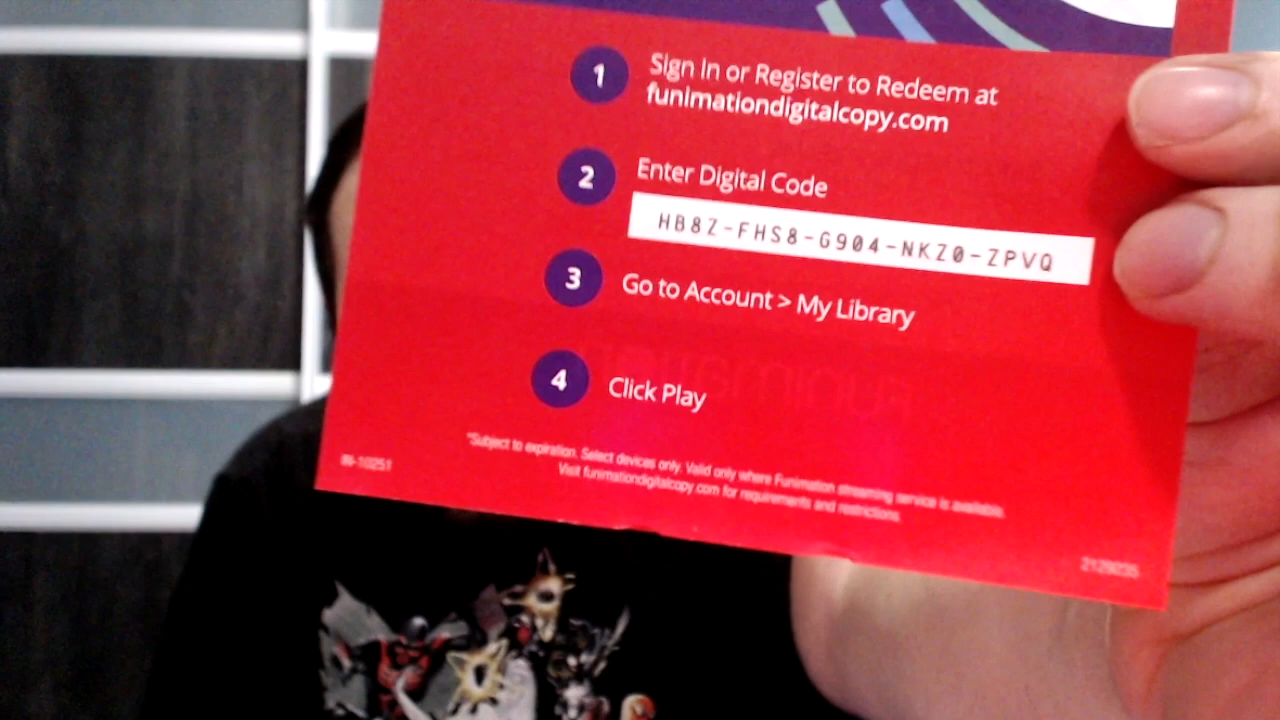 1
Sign In or Register to Redeem at
funimationdigitalcopy.com
2
Enter Digital Code
HB8Z-FHS8-G904-NKZ0-ZPVQ
3
Go to Account > My Library
4
Click Play
*Subject to expiration. Select devices only. Valid only where Funimation streaming service is available.
Visit funimationdigitalcopy.com for requirements and restrictions.
99-10251
2129235